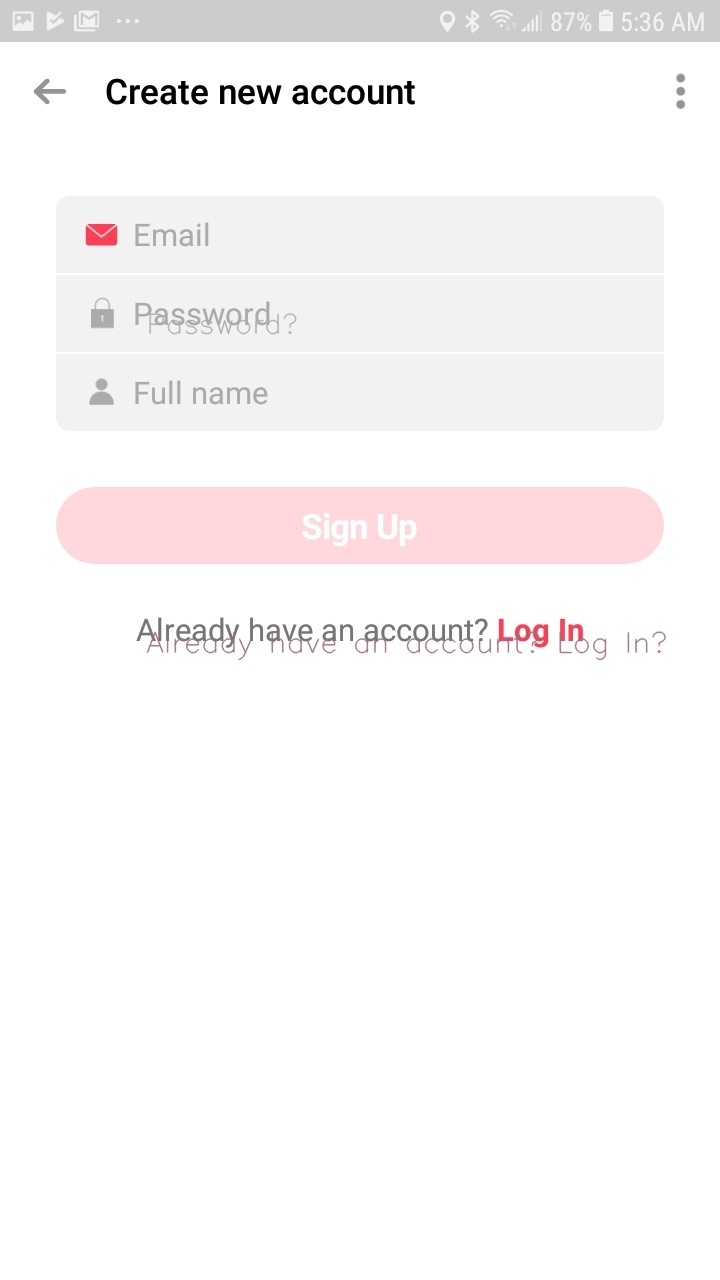 87% 5:36 AM
Create new account
Email
Password
Password?
Full name
Sign Up
Already have an account? Log In
Already have an account? Log In?